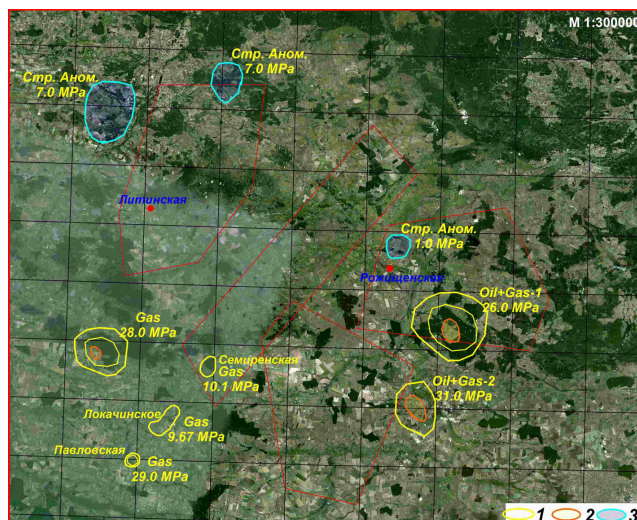 М 1:300000
Стр. Аном.
7.0 MPa
Стр. Аном.
7.0 MPa
Литинская
Стр. Аном.
1.0 MPa
Рожищенская
Oil+Gas-1
26.0 MPa
Gas
28.0 MPa
Семиренская
Gas
10.1 MPa
Oil+Gas-2
31.0 MPa
Локачинское
Gas
9.67 MPa
Павловская
Gas
29.0 MPa
1
2
3